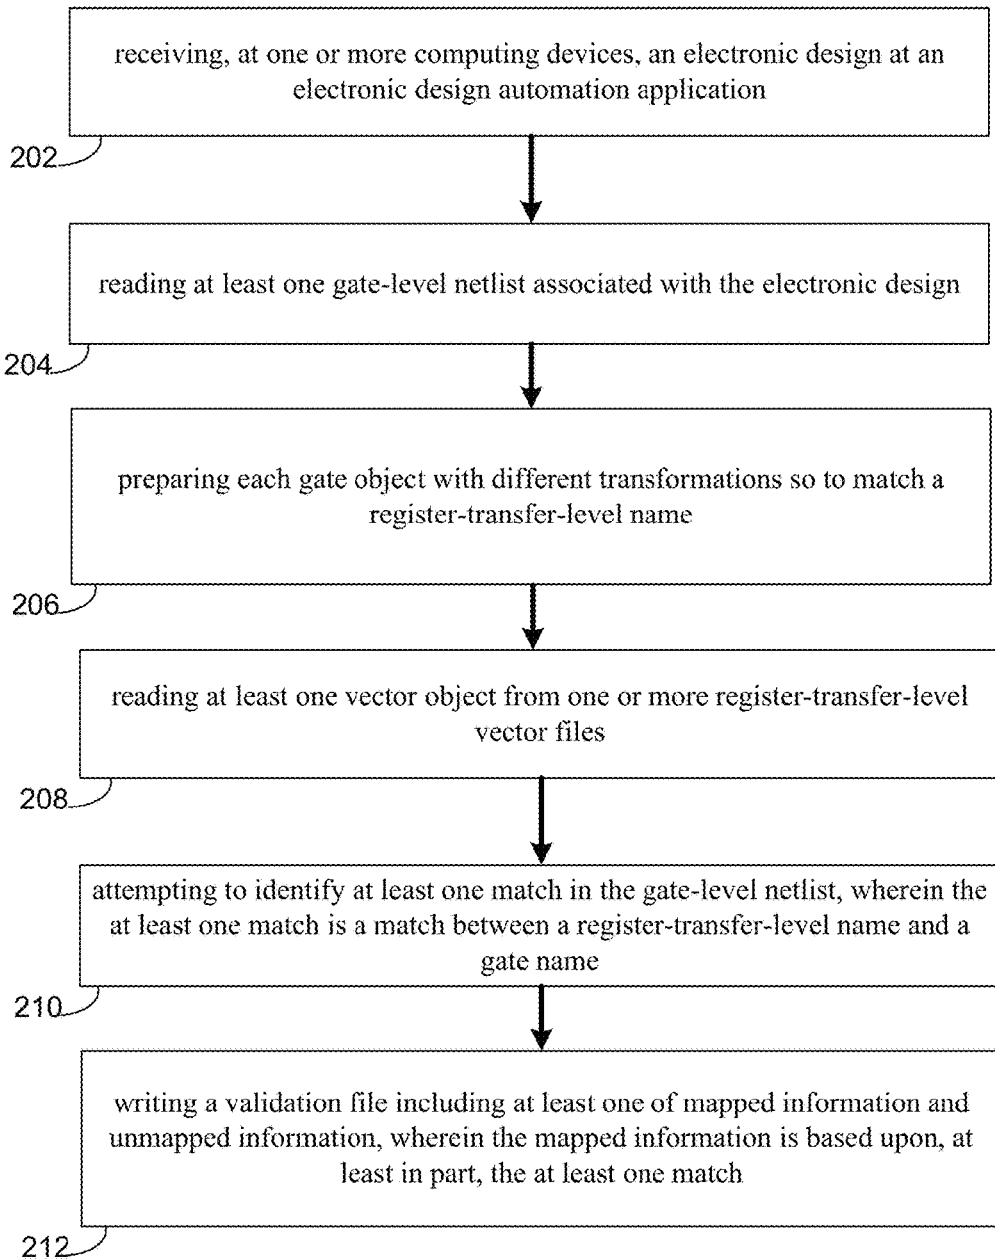 receiving, at one or more computing devices, an electronic design at an
electronic design automation application
202
reading at least one gate-level netlist associated with the electronic design
204
preparing each gate object with different transformations so to match a
register-transfer-level name
206
reading at least one vector object from one or more register-transfer-level
vector files
208
attempting to identify at least one match in the gate-level netlist, wherein the
at least one match is a match between a register-transfer-level name and a
gate name
210
writing a validation file including at least one of mapped information and
unmapped information, wherein the mapped information is based upon, at
least in part, the at least one match
212